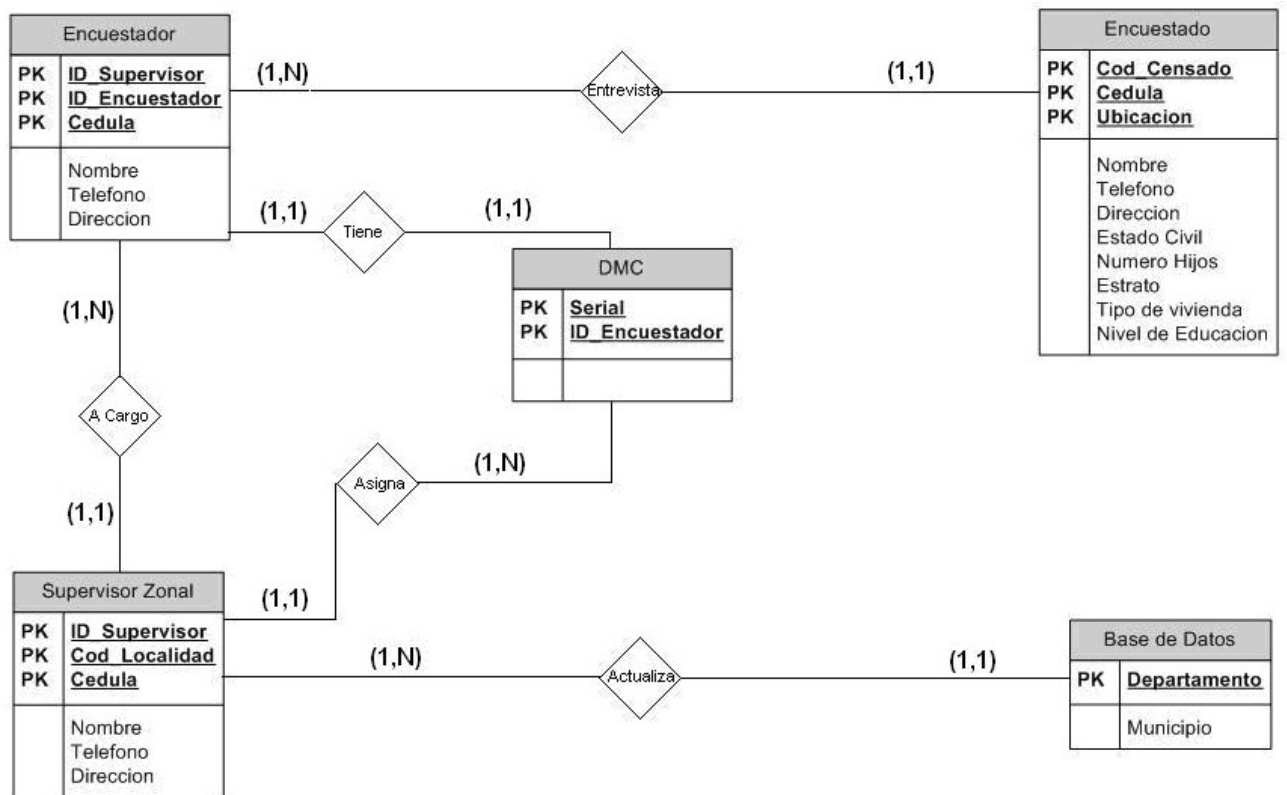 Encuestador
PK ID_Supervisor
PK ID_Encuestador
PK Cedula
Nombre
Telefono
Direccion
(1,N)
Entrevista
(1,1)
Encuestado
PK Cod_Censado
PK Cedula
PK Ubicacion
Nombre
Telefono
Direccion
Estado Civil
Numero Hijos
Estrato
Tipo de vivienda
Nivel de Educacion
(1,1)
Tiene
(1,1)
DMC
PK Serial
PK ID_Encuestador
(1,N)
A Cargo
(1,1)
Asigna
(1,N)
(1,1)
Supervisor Zonal
PK ID_Supervisor
PK Cod_Localidad
PK Cedula
Nombre
Telefono
Direccion
(1,N)
Actualiza
(1,1)
Base de Datos
PK Departamento
Municipio